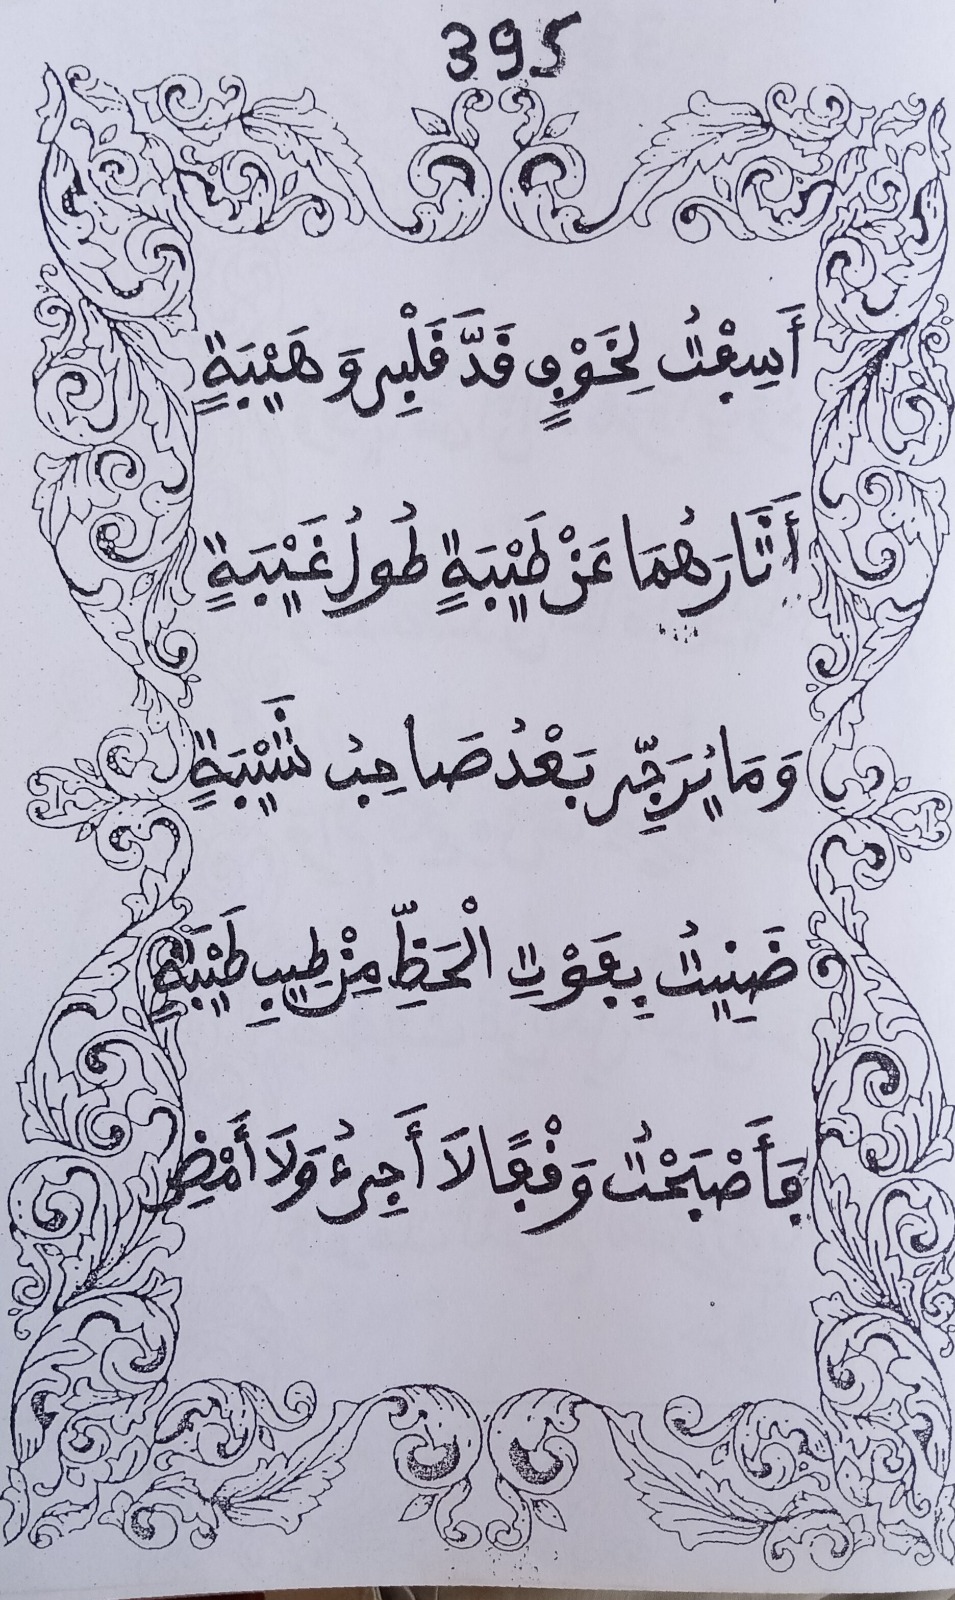 395
أَسِفْتُ لِخَوْفٍ قَدَّ قَلْبِي وَهَيْبَةٍ
أَثَارَهُمَا عَنْ طَيْبَةٍ طُولُ غَيْبَةٍ
وَمَا يُرَجِّي بَعْدُ صَاحِبُ شَيْبَةٍ
ضَنِيتُ بِفَوْتِ الْحَظِّ مِنْ طِيبِ طَيْبَةٍ
فَأَصْبَحْتُ وَقْفًا لَا أَجِيءُ وَلَا أَمْضِي